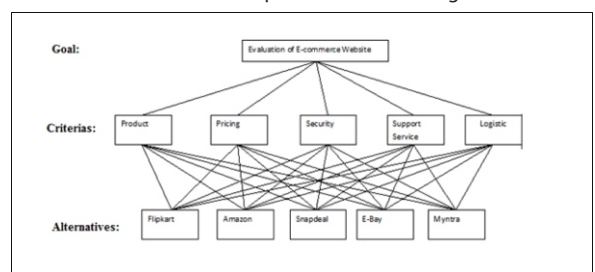 Goal:
Evaluation of E-commerce Website
Criterias:
Product
Pricing
Security
Support
Service
Logistic
Alternatives:
Flipkart
Amazon
Snapdeal
E-Bay
Myntra